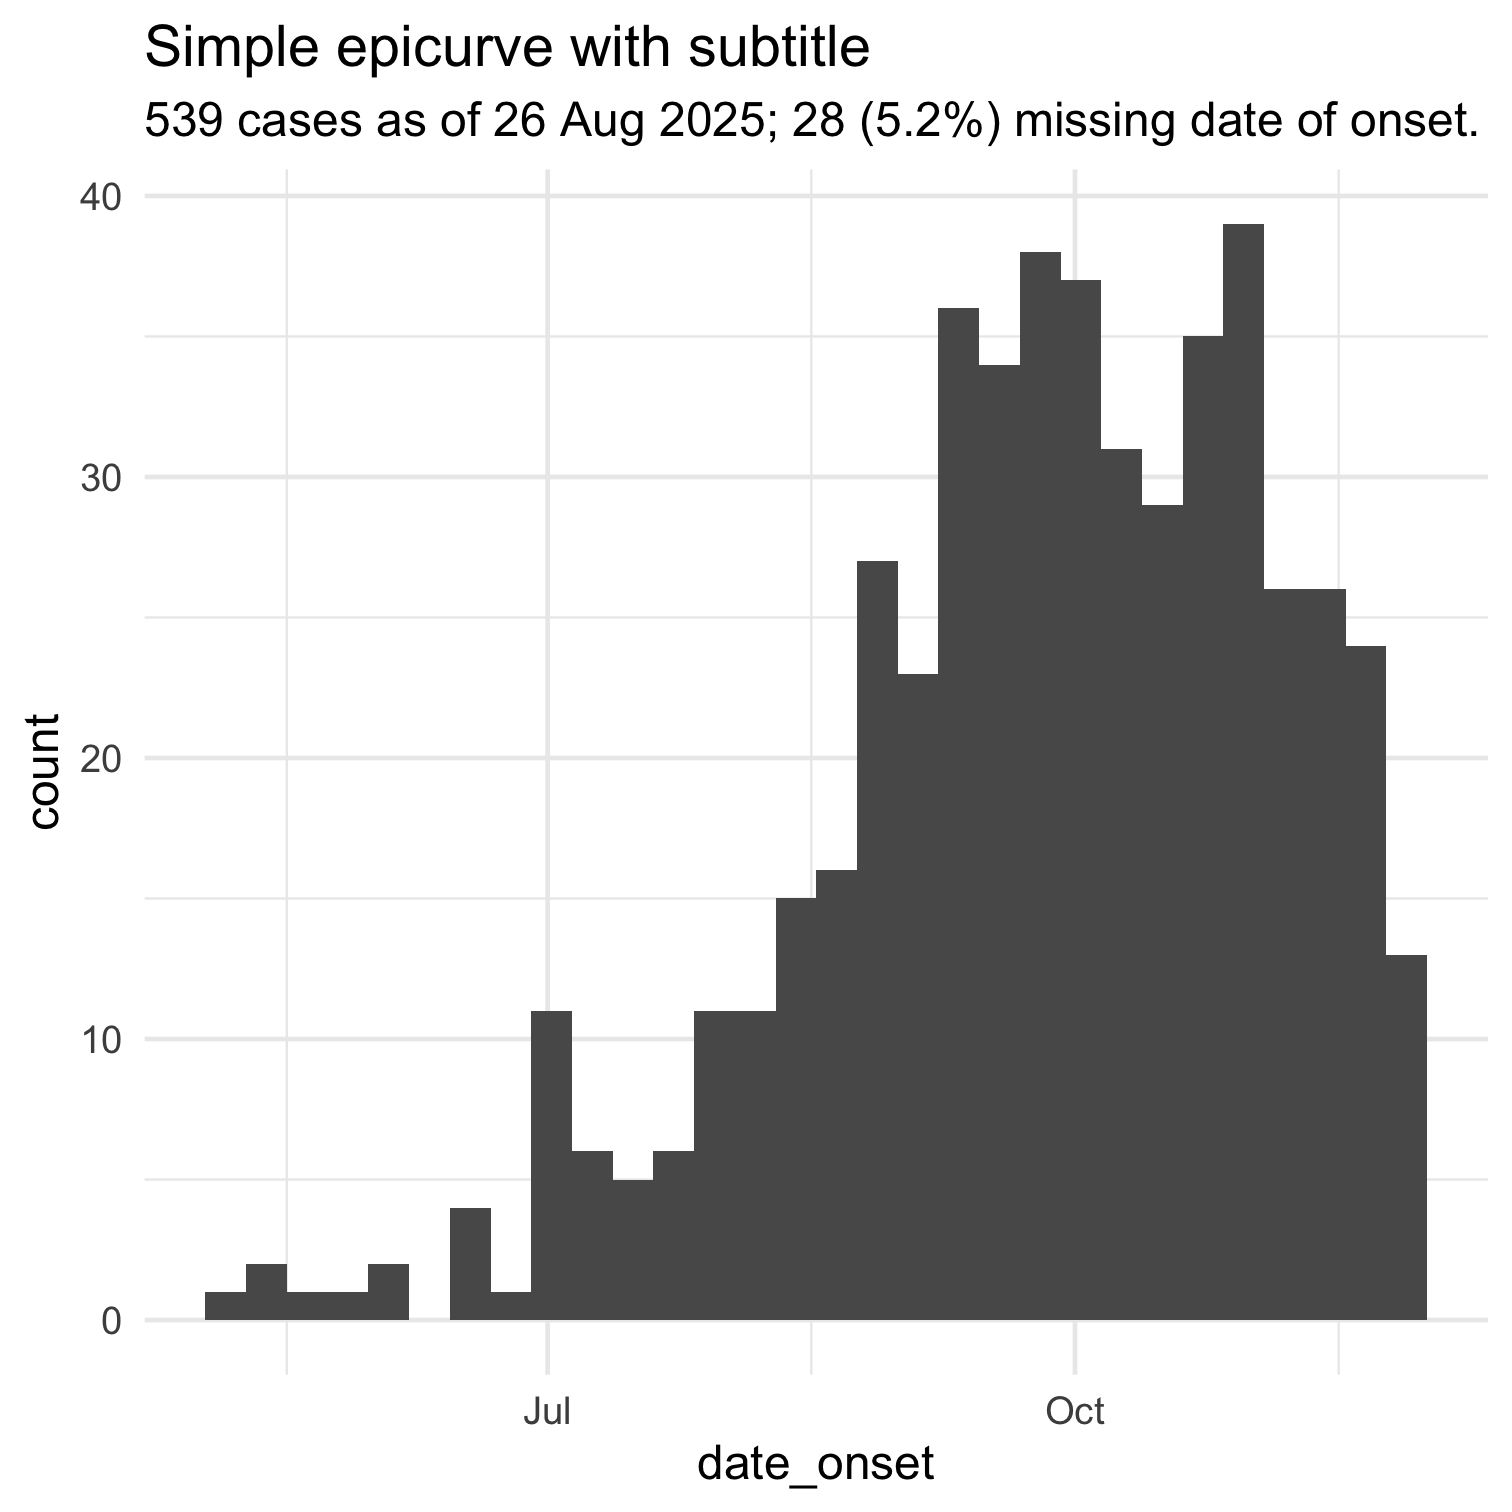 Simple epicurve with subtitle
539 cases as of 26 Aug 2025; 28 (5.2%) missing date of onset.
40
30
20
10
0
count
Jul
Oct
date_onset